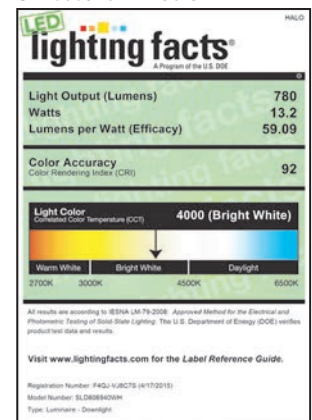 HALO
LED
lighting facts®
A Program of the U.S. DOE
Light Output (Lumens) 780
Watts 13.2
Lumens per Watt (Efficacy) 59.09
Color Accuracy 92
Color Rendering Index (CRI)
Light Color 4000 (Bright White)
Correlated Color Temperature (CCT)
Warm White Bright White Daylight
2700K 3000K 4500K 6500K
All results are according to IESNA LM-79-2008: Approved Method for the Electrical and
Photometric Testing of Solid-State Lighting. The U.S. Department of Energy (DOE) verifies
product test data and results.
Visit www.lightingfacts.com for the Label Reference Guide.
Registration Number: F4QJ-VJ8C7S (4/17/2015)
Model Number: SLD606940WH
Type: Luminaire - Downlight